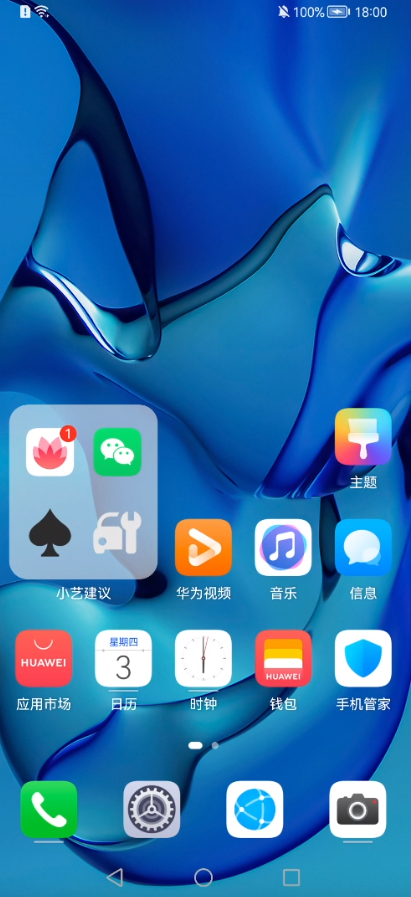 100% 18:00
1
主题
小艺建议 华为视频 音乐 信息
HUAWEI
星期四
3
HUAWEI
应用市场 日历 时钟 钱包 手机管家